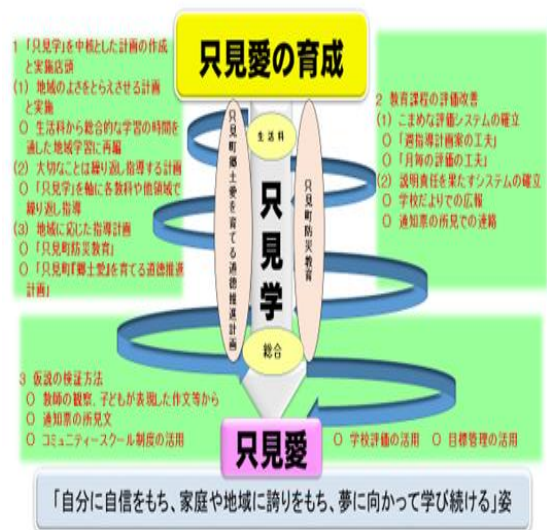 只見愛の育成
1 「只見学」を中核とした計画の作成
と実施店頭
(1) 地域のよさをとらえさせる計画
と実施
○ 生活科から総合的な学習の時間を
通した地域学習に再編
(2) 大切なことは繰り返し指導する計画
○ 「只見学」を軸に各教科や他領域で
繰り返し指導
(3) 地域に応じた指導計画
○ 「只見町防災教育」
○ 「只見町『郷土愛』を育てる道徳推進
計画」
只見町郷土愛を育てる道徳推進計画
生活科
只見学
総合
只見町防災教育
2 教育課程の評価改善
(1) こまめな評価システムの確立
○ 「週指導計画案の工夫」
○ 「月毎の評価の工夫」
(2) 説明責任を果たすシステムの確立
○ 学校だよりでの広報
○ 通知票の所見での連絡
3 仮説の検証方法
○ 教師の観察、子どもが表現した作文等から
○ 通知票の所見文
○ コミュニティースクール制度の活用
○ 学校評価の活用 ○ 目標管理の活用
只見愛
「自分に自信をもち、家庭や地域に誇りをもち、夢に向かって学び続ける」姿